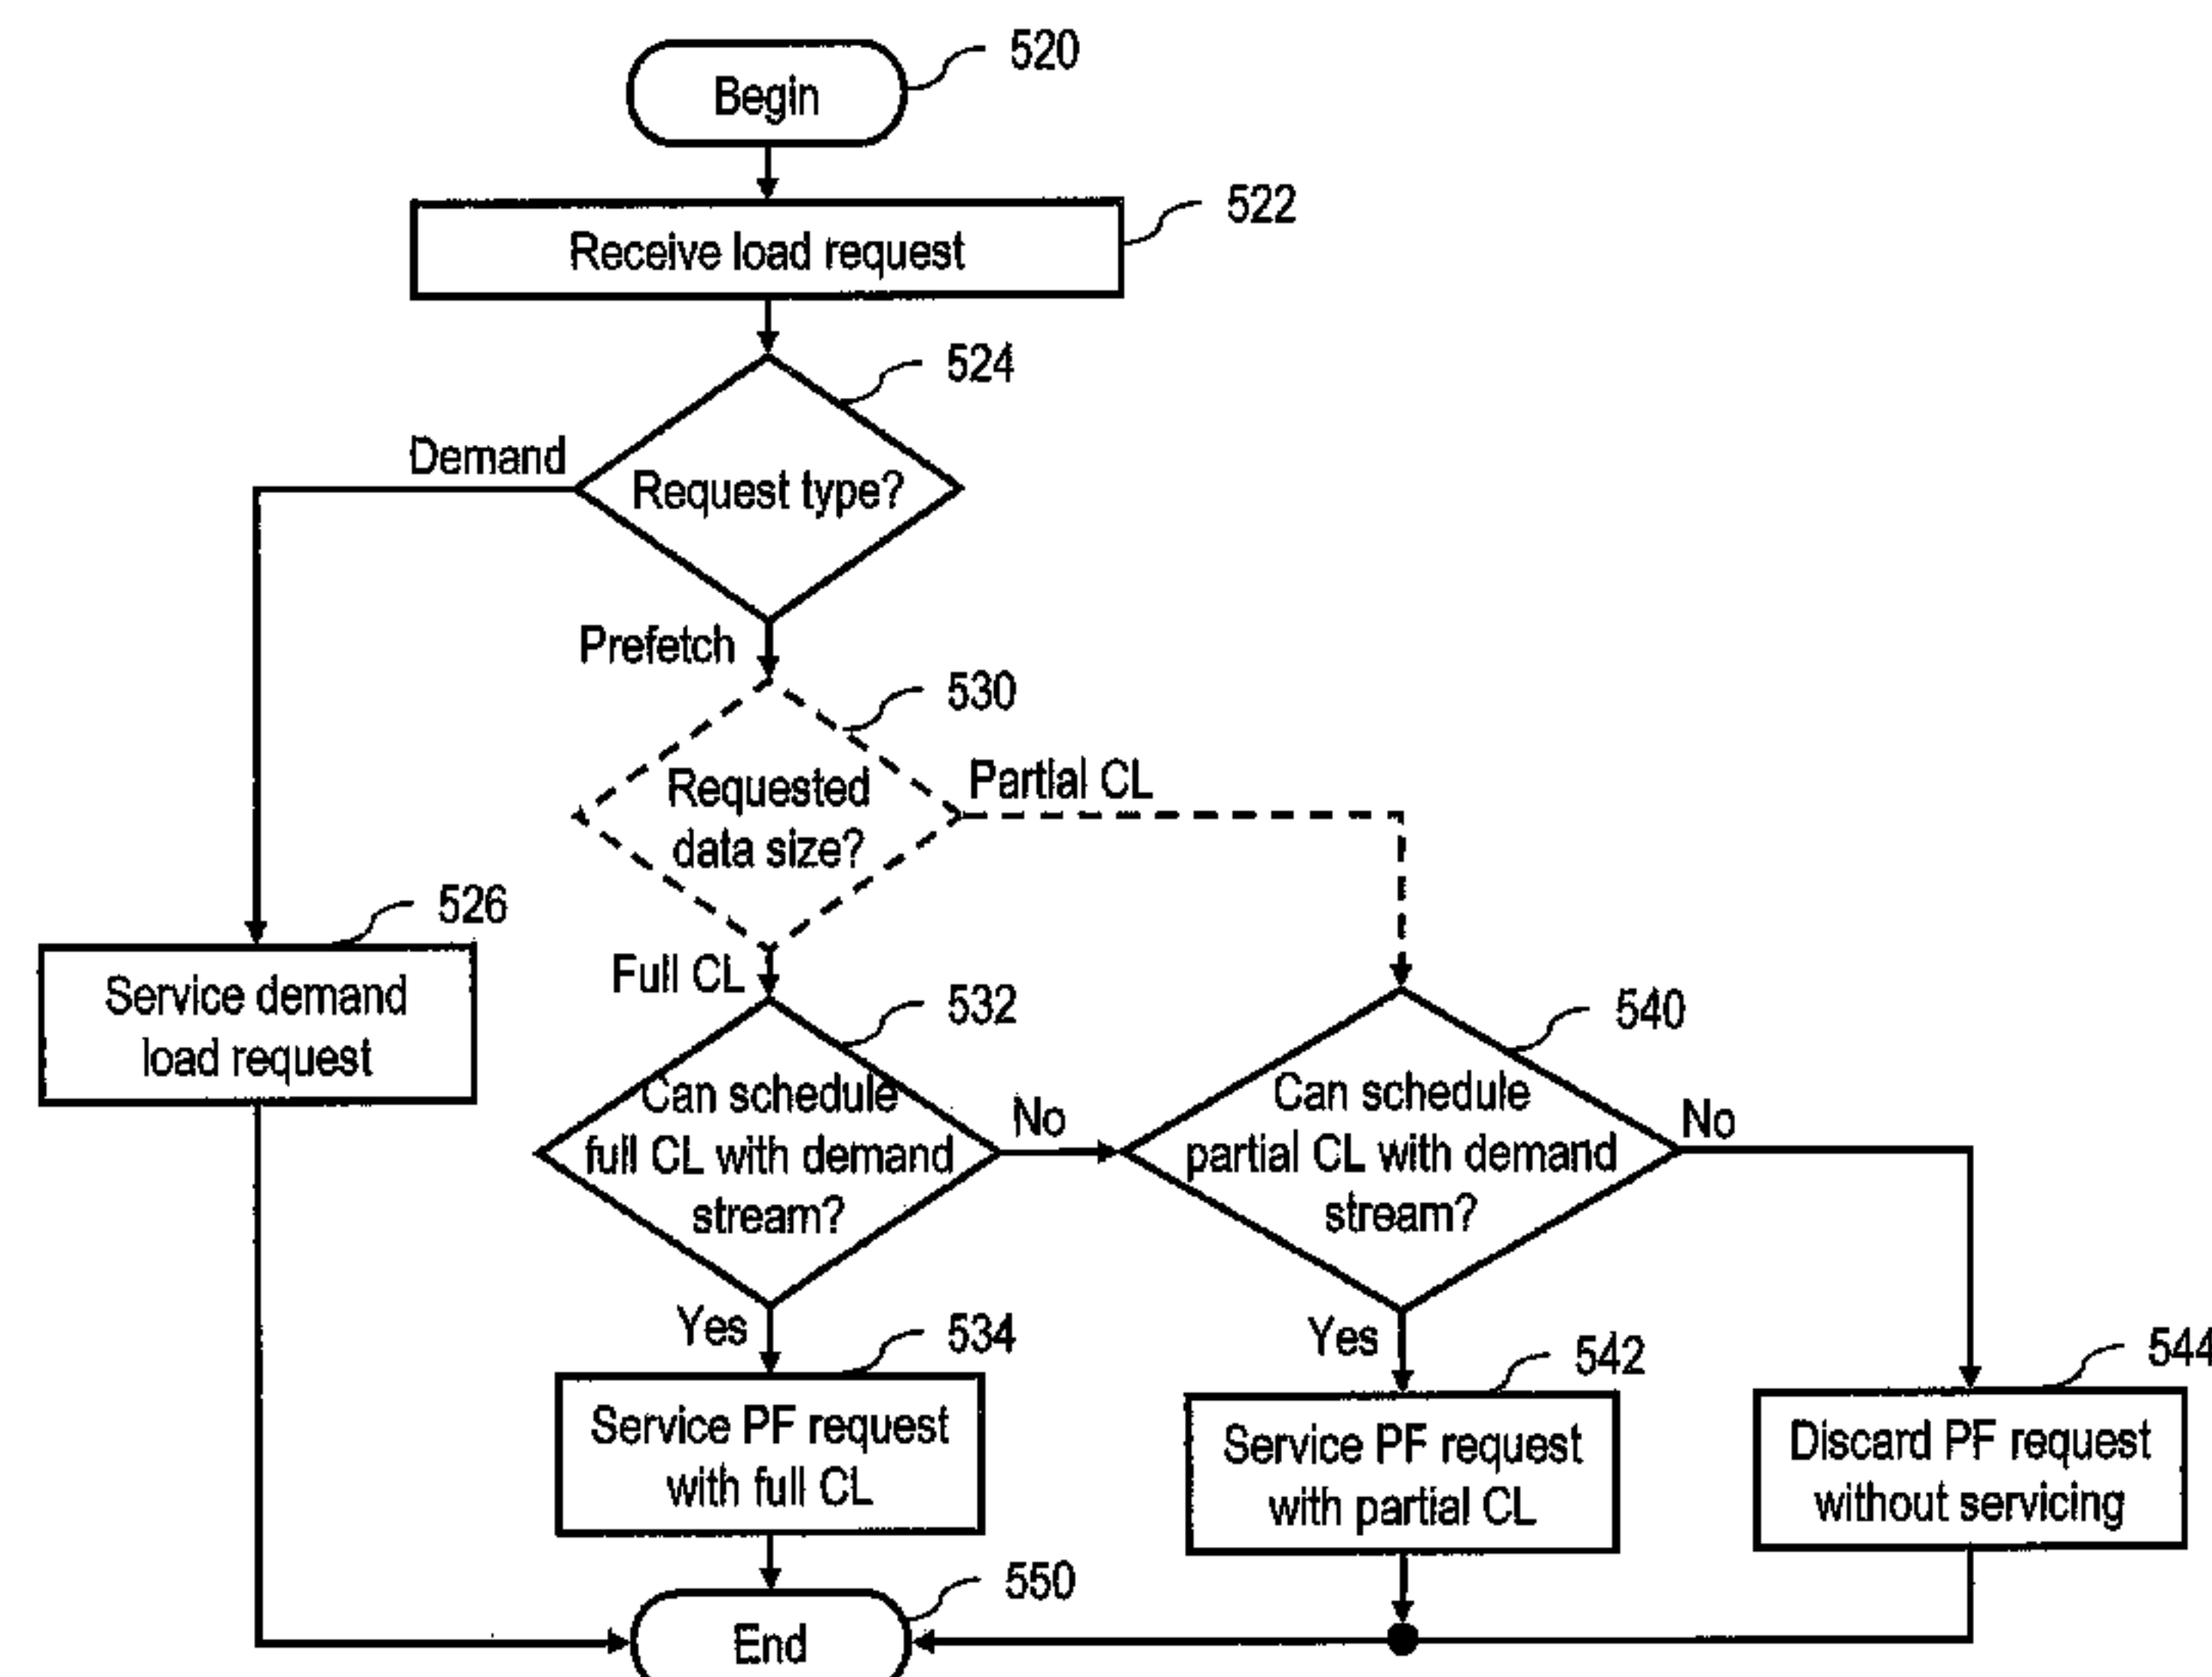 Begin
520
Receive load request
522
524
Demand
Request type?
Prefetch
530
Requested
data size?
Partial CL
526
Service demand
load request
Full CL
532
Can schedule
full CL with demand
stream?
No
540
Can schedule
partial CL with demand
stream?
No
Yes
534
Service PF request
with full CL
Yes
542
Service PF request
with partial CL
544
Discard PF request
without servicing
550
End